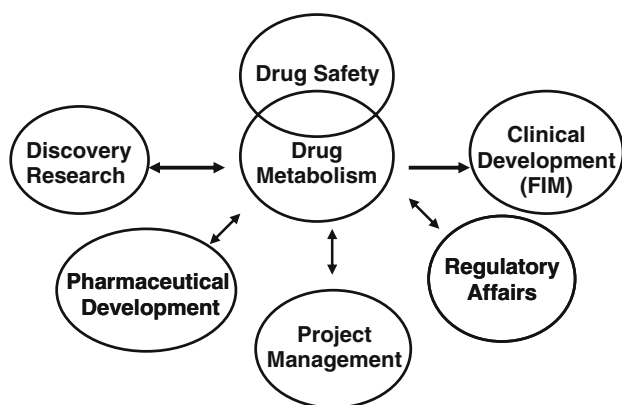 Drug Safety
Discovery
Research
Drug
Metabolism
Clinical
Development
(FIM)
Pharmaceutical
Development
Project
Management
Regulatory
Affairs